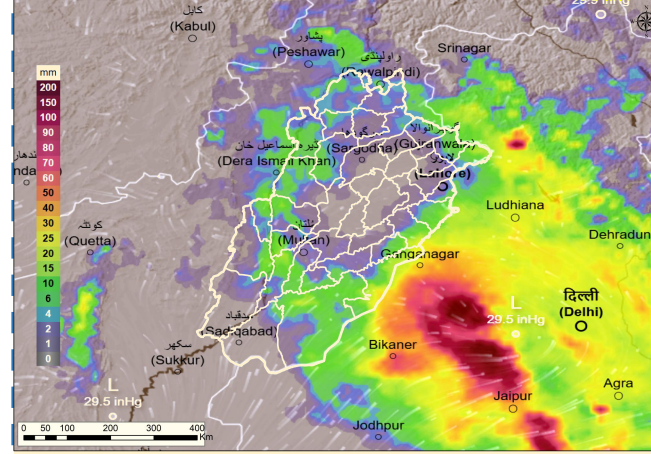 29.5 inHg
کابل
(Kabul)
پشاور
(Peshawar)
راولپنڈی
(Rawalpindi)
Srinagar
mm
200
150
100
90
80
70
60
50
40
30
25
20
15
10
6
4
2
1
0
گوجرانوالا
(Gujranwala)
(Sargodha)
ڈیرہ اسماعیل خان
(Dera Ismail Khan)
لاہور
(Lahore)
Ludhiana
کوئٹہ
(Quetta)
ملتان
(Multan)
Dehradun
Ganganagar
दिल्ली
(Delhi)
L
29.5 inHg
(Sadiqabad)
سکھر
(Sukkur)
Bikaner
L
29.5 inHg
Jaipur
Agra
Jodhpur
0 50 100 200 300 400
Km